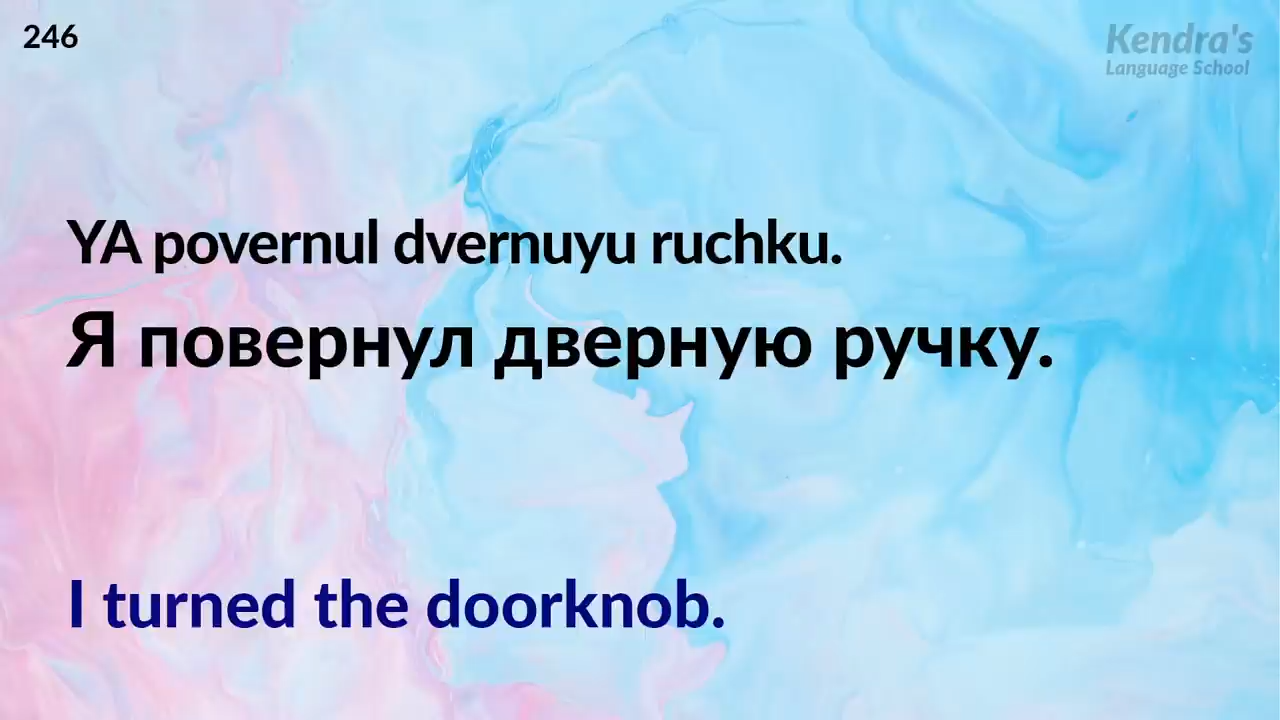 246
Kendra's
Language School
YA povernul dvernuyu ruchku.
Я повернул дверную ручку.
I turned the doorknob.